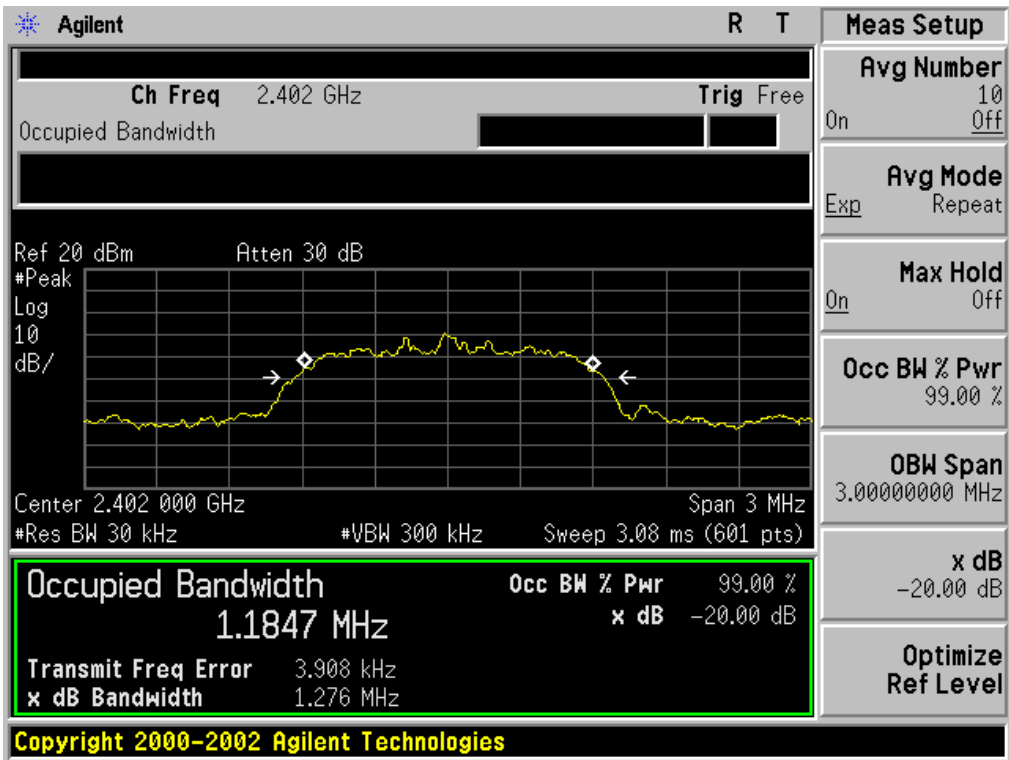 Agilent R T
Ch Freq 2.402 GHz Trig Free
Occupied Bandwidth
Ref 20 dBm Atten 30 dB
#Peak
Log
10
dB/
Center 2.402 000 GHz Span 3 MHz
#Res BW 30 kHz #VBW 300 kHz Sweep 3.08 ms (601 pts)
Occupied Bandwidth Occ BW % Pwr 99.00 %
1.1847 MHz x dB -20.00 dB
Transmit Freq Error 3.908 kHz
x dB Bandwidth 1.276 MHz
Copyright 2000-2002 Agilent Technologies
Meas Setup
Avg Number
10
On Off
Avg Mode
Exp Repeat
Max Hold
On Off
Occ BW % Pwr
99.00 %
OBW Span
3.00000000 MHz
x dB
-20.00 dB
Optimize
Ref Level